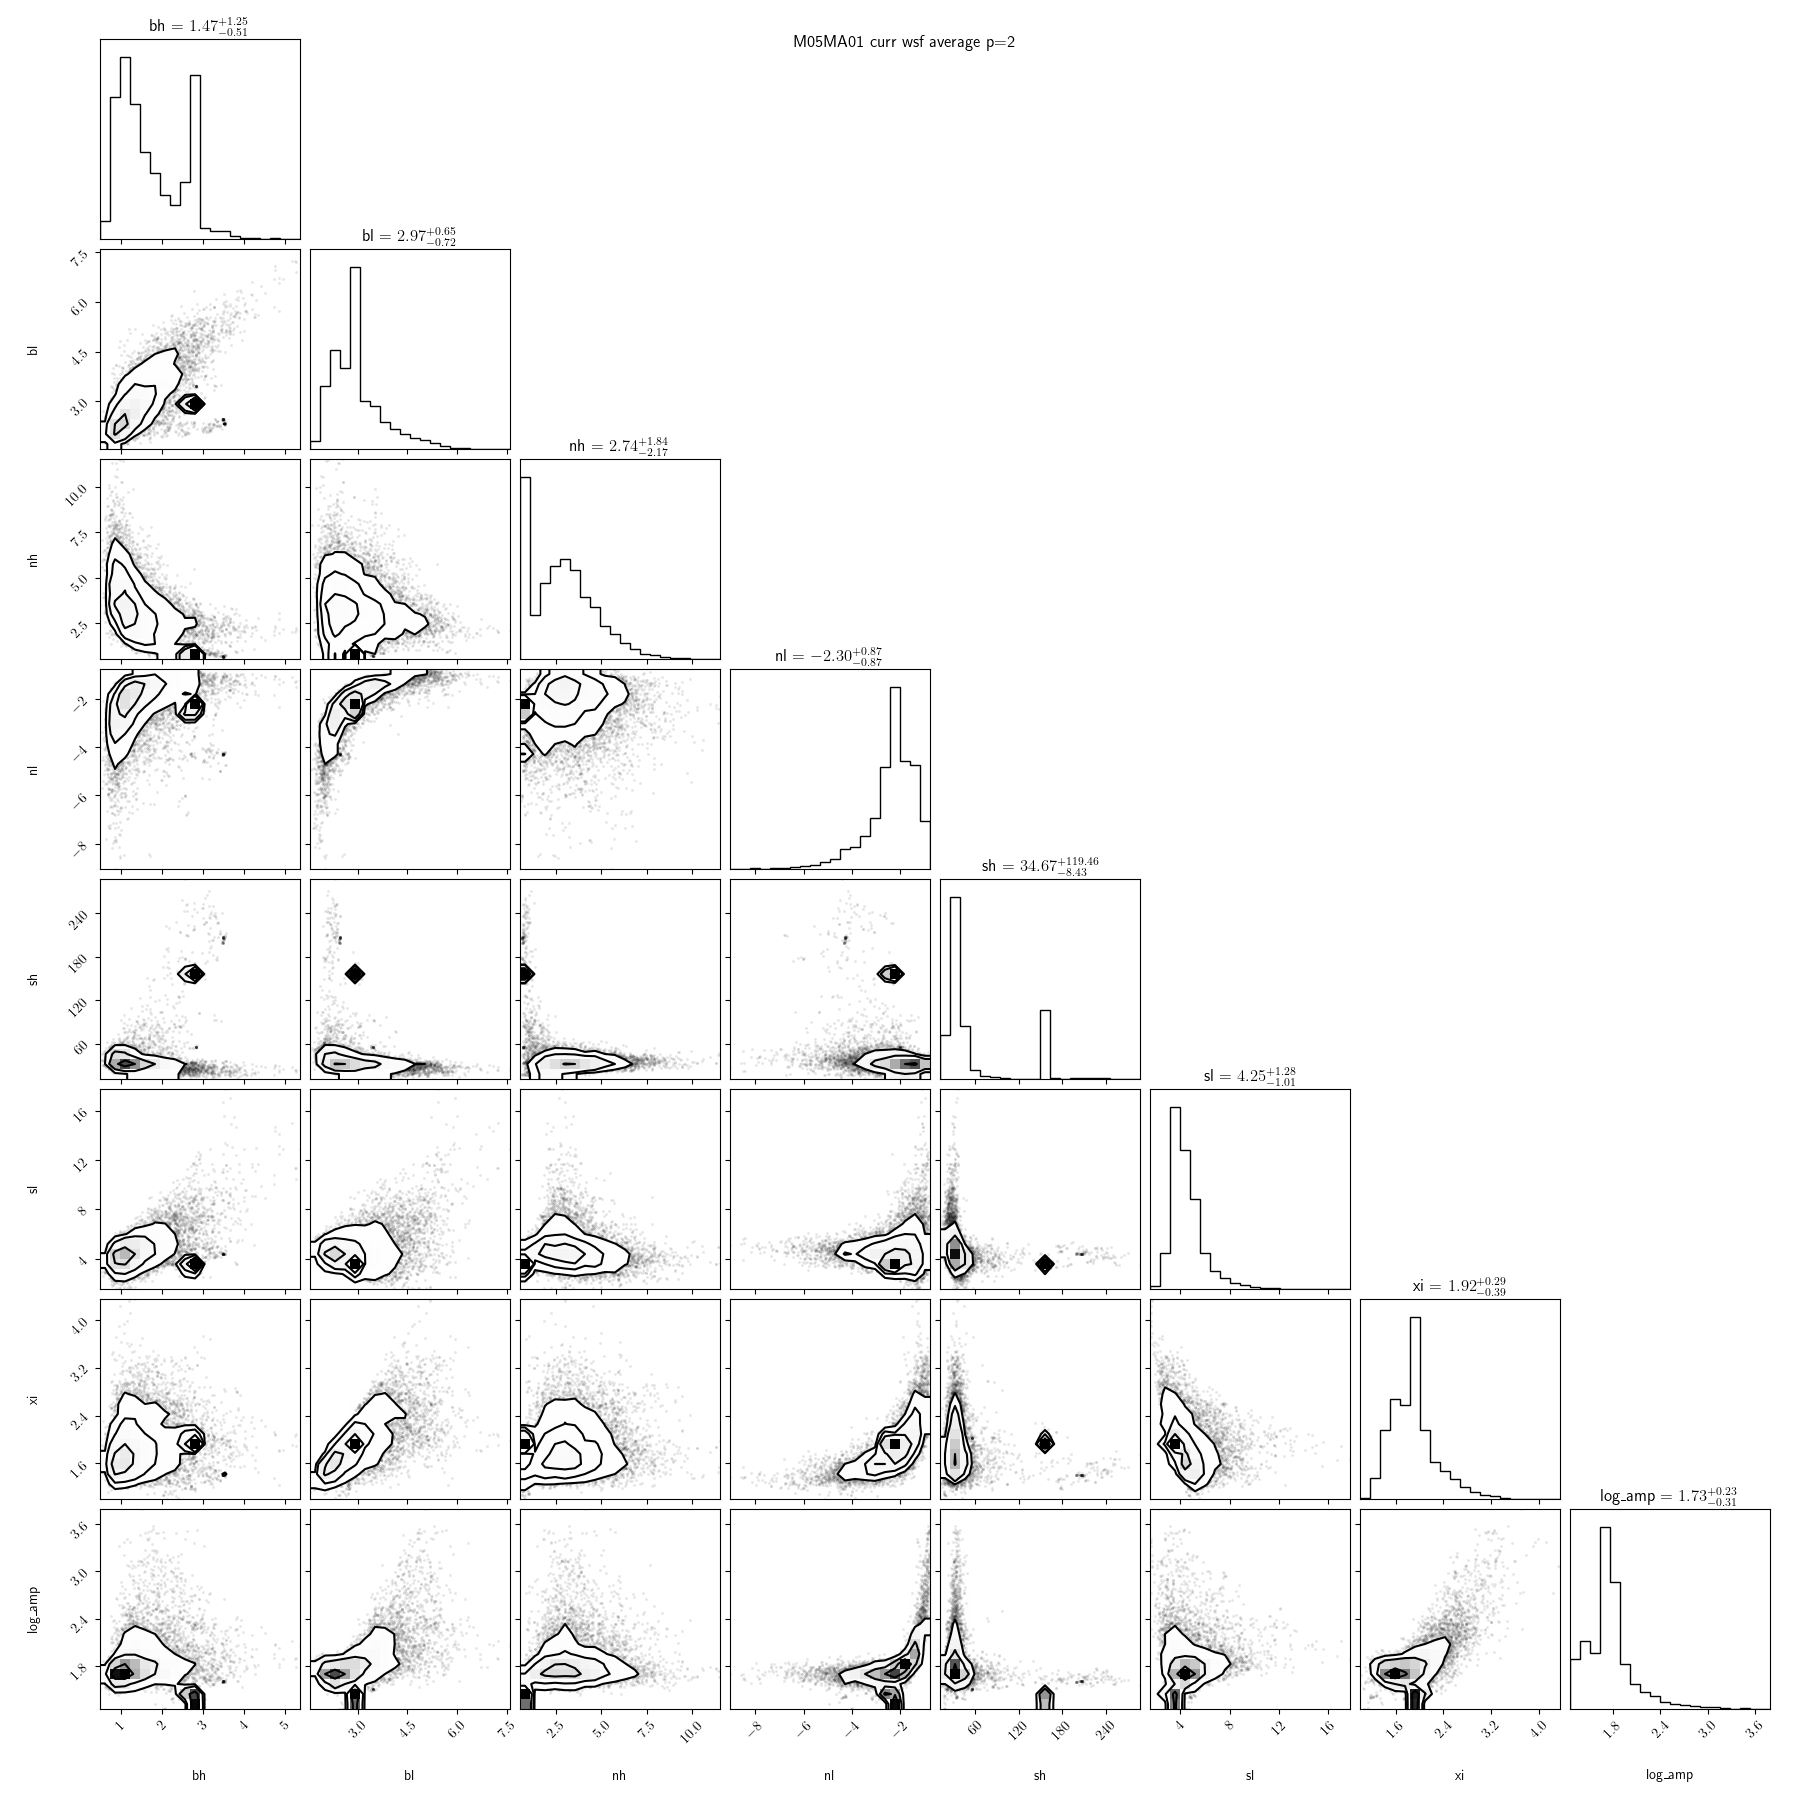 M05MA01 curr wsf average p=2
bh = 1.47^{+1.25}_{-0.51}
bl = 2.97^{+0.65}_{-0.72}
7.5
6.0
4.5
3.0
bl
nh = 2.74^{+1.84}_{-2.17}
10.0
7.5
5.0
2.5
nh
nl = −2.30^{+0.87}_{-0.87}
−2
−4
−6
−8
nl
sh = 34.67^{+119.46}_{-8.43}
240
180
120
60
sh
sl = 4.25^{+1.28}_{-1.01}
16
12
8
4
sl
xi = 1.92^{+0.29}_{-0.39}
4.0
3.2
2.4
1.6
xi
log_amp = 1.73^{+0.23}_{-0.31}
3.6
3.0
2.4
1.8
log_amp
1 2 3 4 5
3.0 4.5 6.0 7.5
2.5 5.0 7.5 10.0
−8 −6 −4 −2
60 120 180 240
4 8 12 16
1.6 2.4 3.2 4.0
1.8 2.4 3.0 3.6
bh bl nh nl sh sl xi log_amp